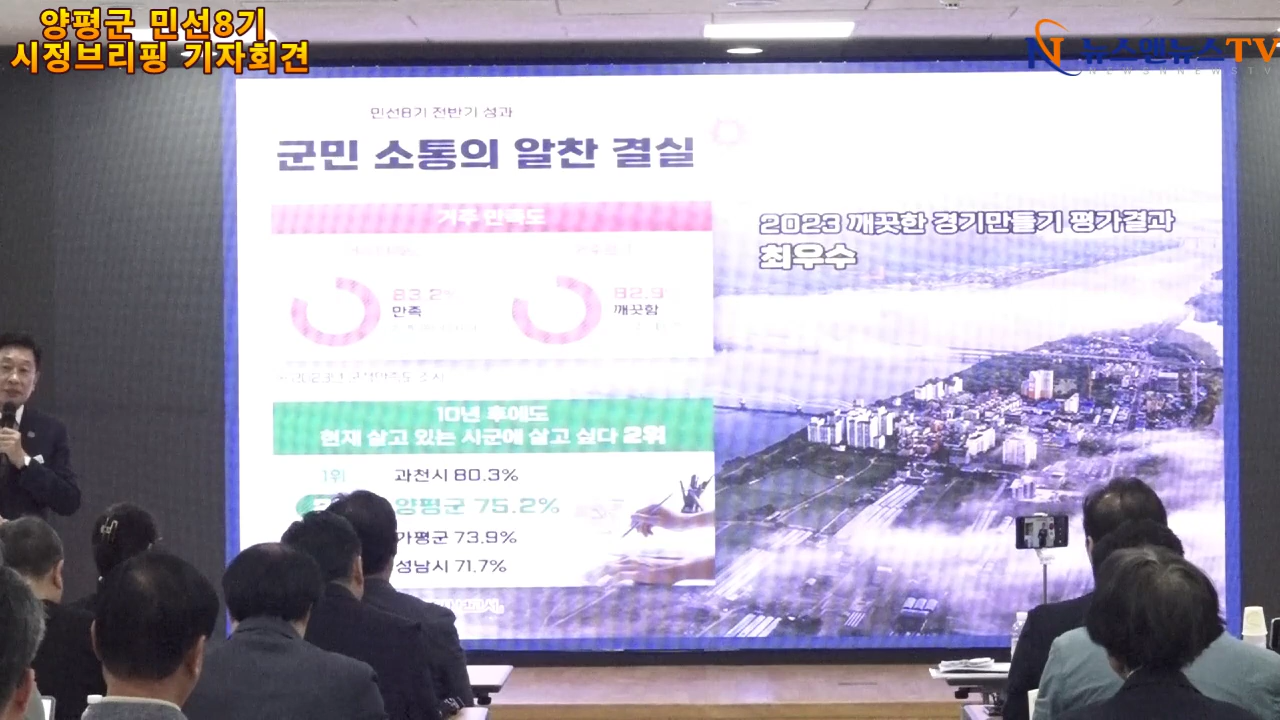 양평군 민선8기
시정브리핑 기자회견
뉴스앤뉴스TV
NEWSNNEWSTV
민선8기 전반기 성과
군민 소통의 알찬 결실
거주 만족도
83.2%
만족
82.9
깨끗함
2023 깨끗한 경기만들기 평가결과
최우수
10년 후에도
현재 살고 있는 시군에 살고 싶다 2위
1위 과천시 80.3%
양평군 75.2%
가평군 73.9%
성남시 71.7%